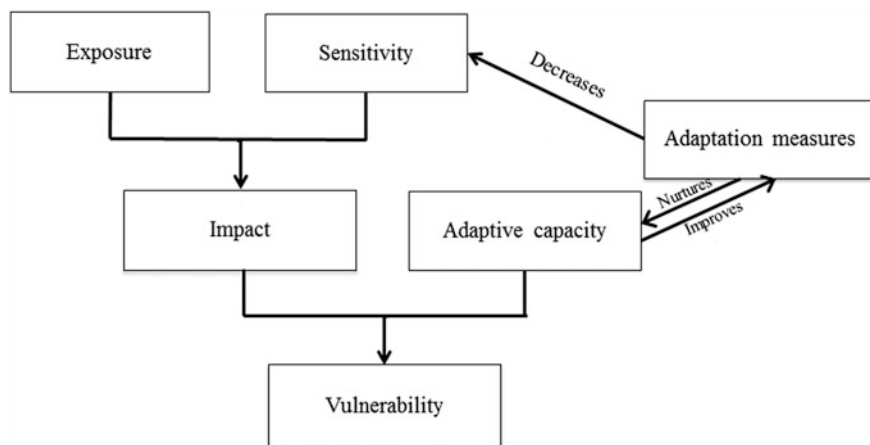 Exposure
Sensitivity
Decreases
Adaptation measures
Nurtures
Improves
Impact
Adaptive capacity
Vulnerability